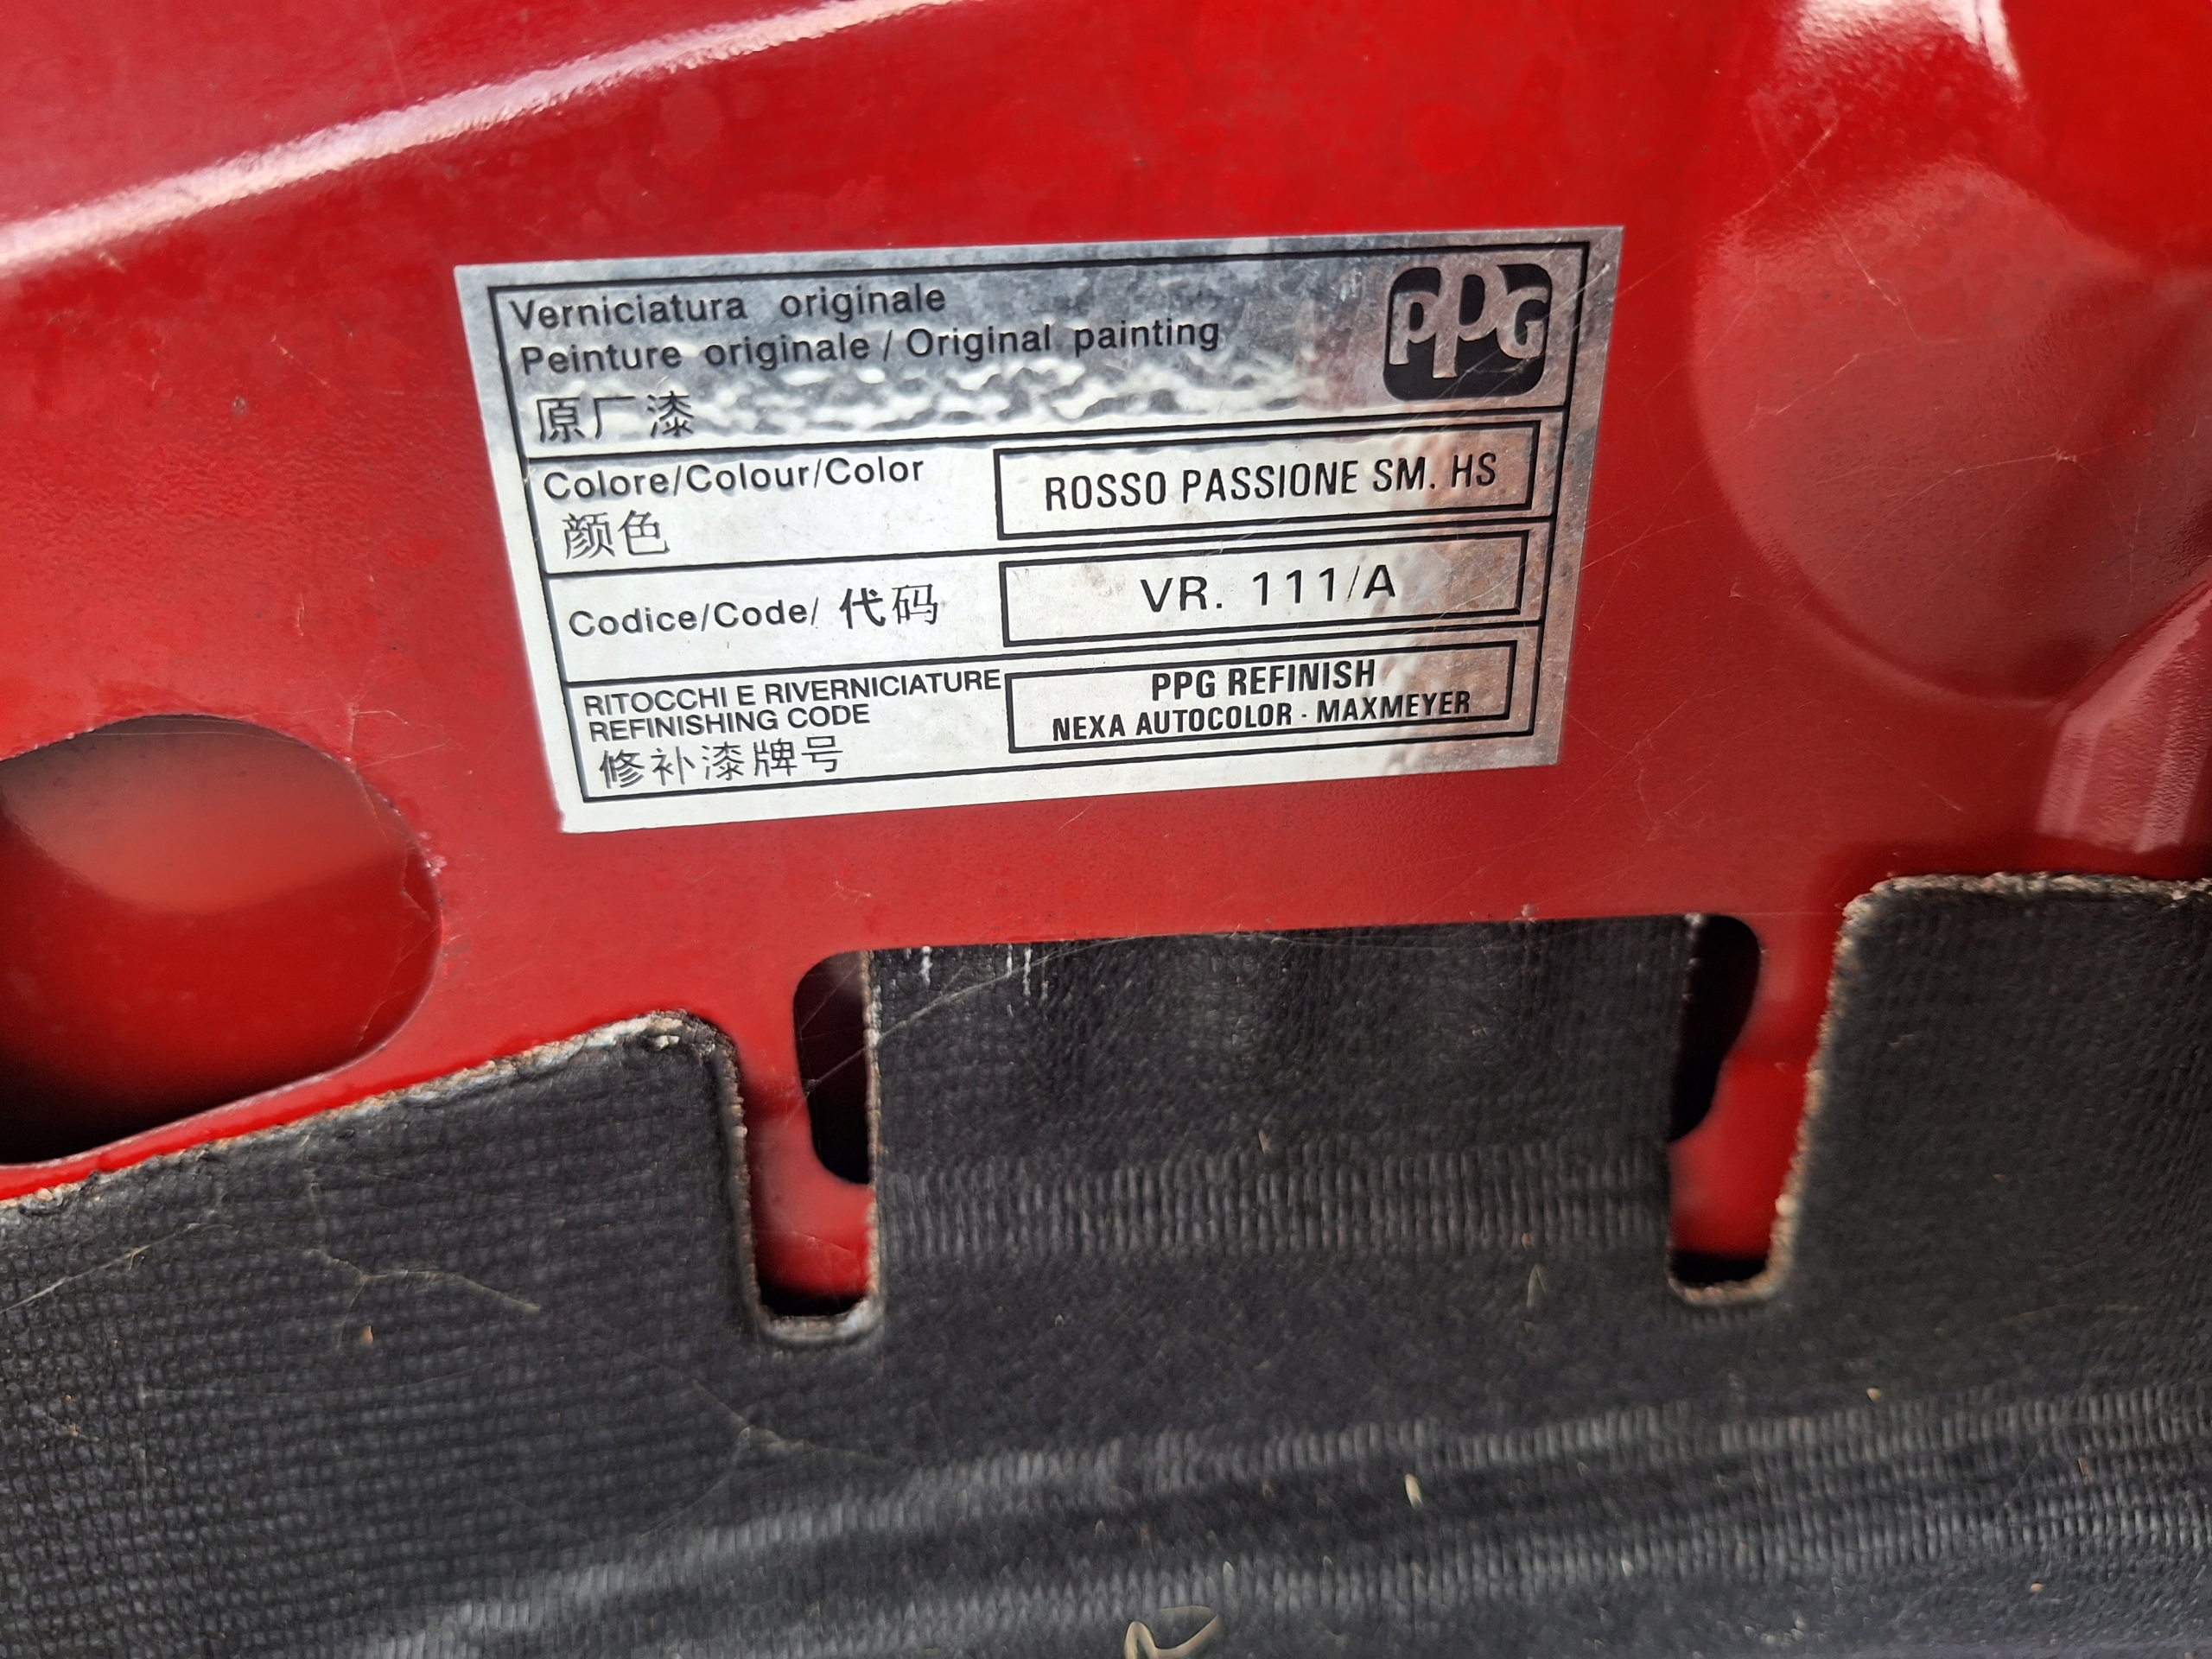 Verniciatura originale
PPG
Peinture originale / Original painting
原厂漆
Colore/Colour/Color
颜色
ROSSO PASSIONE SM. HS
Codice/Code/ 代码
VR. 111/A
RITOCCHI E RIVERNICIATURE
REFINISHING CODE
修补漆牌号
PPG REFINISH
NEXA AUTOCOLOR · MAXMEYER